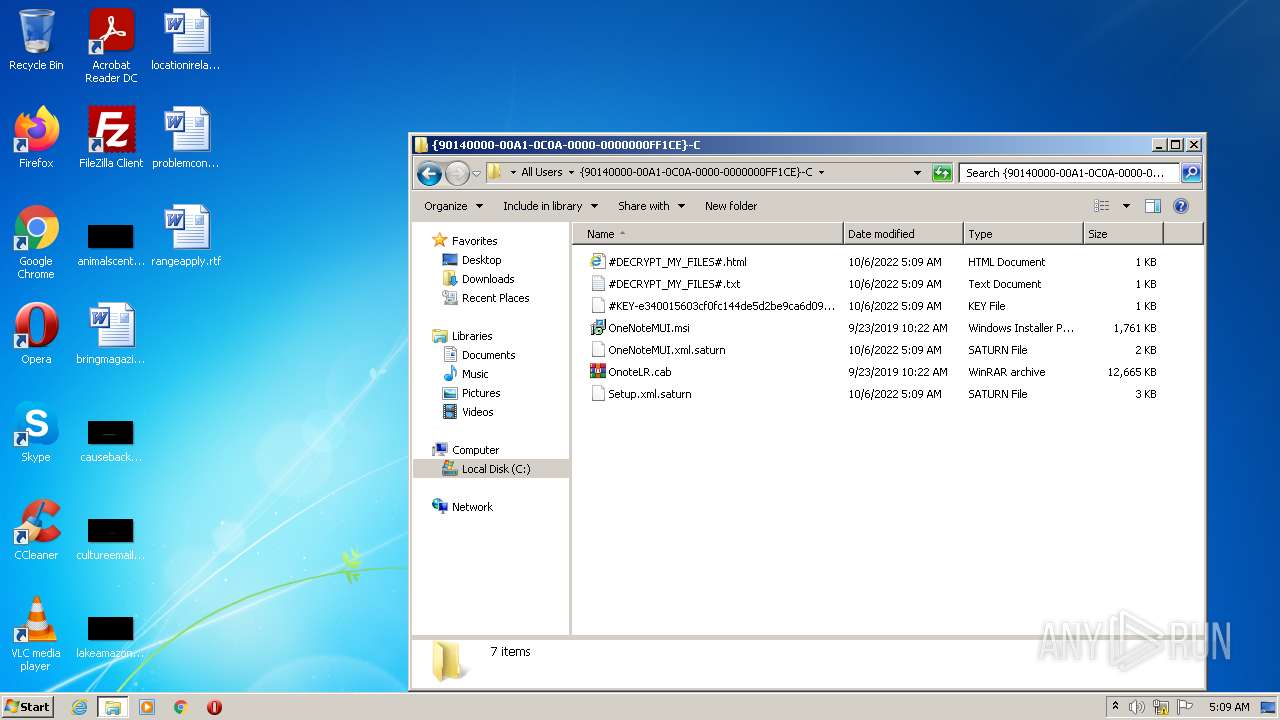 Recycle Bin
Acrobat
Reader DC
locationirela...
Firefox
FileZilla Client
problemcon...
Google
Chrome
animalscent...
rangeapply.rtf
Opera
bringmagazi...
Skype
causeback...
CCleaner
cultureemail...
VLC media
player
lakeamazon...
{90140000-00A1-0C0A-0000-0000000FF1CE}-C
All Users
{90140000-00A1-0C0A-0000-0000000FF1CE}-C
Search {90140000-00A1-0C0A-0000-0...
Organize
Include in library
Share with
New folder
Favorites
Desktop
Downloads
Recent Places
Libraries
Documents
Music
Pictures
Videos
Computer
Local Disk (C:)
Network
Name
Date modified
Type
Size
#DECRYPT_MY_FILES#.html
10/6/2022 5:09 AM
HTML Document
1 KB
#DECRYPT_MY_FILES#.txt
10/6/2022 5:09 AM
Text Document
1 KB
10/6/2022 5:09 AM
KEY File
1 KB
OneNoteMUI.msi
9/23/2019 10:22 AM
Windows Installer P...
OneNoteMUI.xml.saturn
10/6/2022 5:09 AM
SATURN File
2 KB
OnoteLR.cab
9/23/2019 10:22 AM
WinRAR archive
12,665 KB
Setup.xml.saturn
10/6/2022 5:09 AM
SATURN File
3 KB
7 items
ANY RUN
Start
5:09 AM